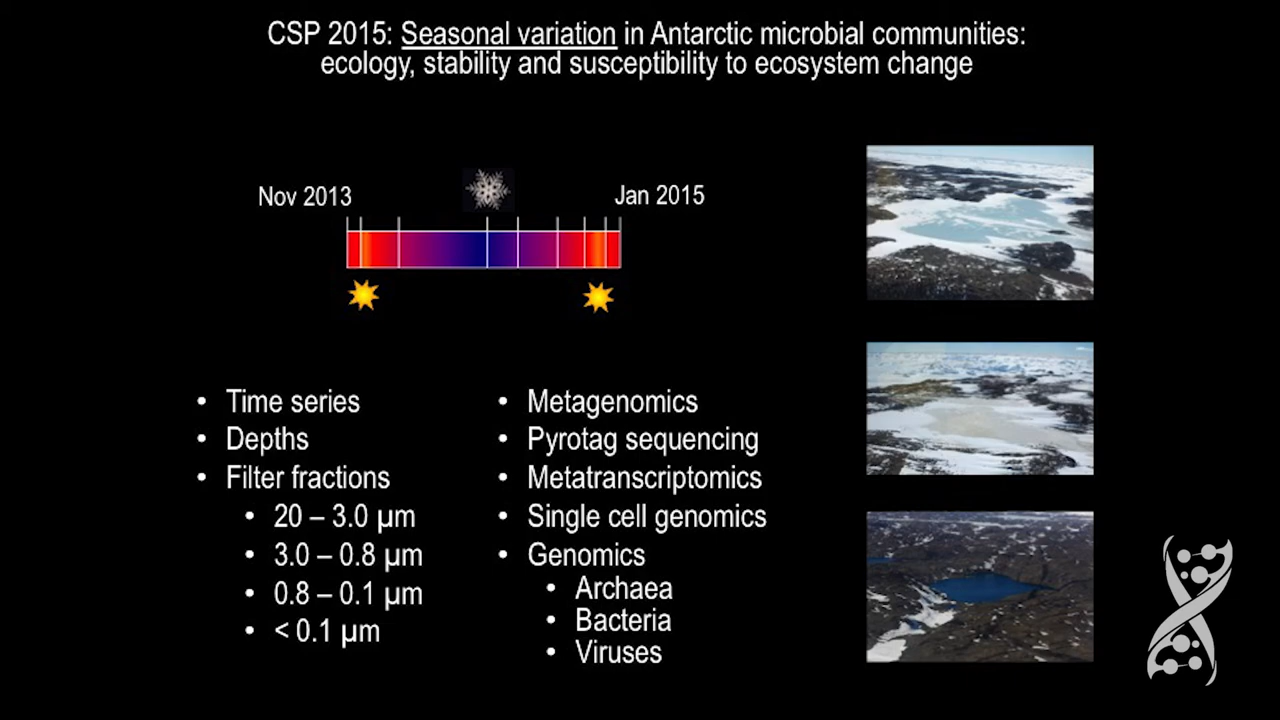 CSP 2015: Seasonal variation in Antarctic microbial communities:
ecology, stability and susceptibility to ecosystem change
Nov 2013
Jan 2015
• Time series
• Depths
• Filter fractions
• 20 – 3.0 µm
• 3.0 – 0.8 µm
• 0.8 – 0.1 µm
• < 0.1 µm
• Metagenomics
• Pyrotag sequencing
• Metatranscriptomics
• Single cell genomics
• Genomics
• Archaea
• Bacteria
• Viruses